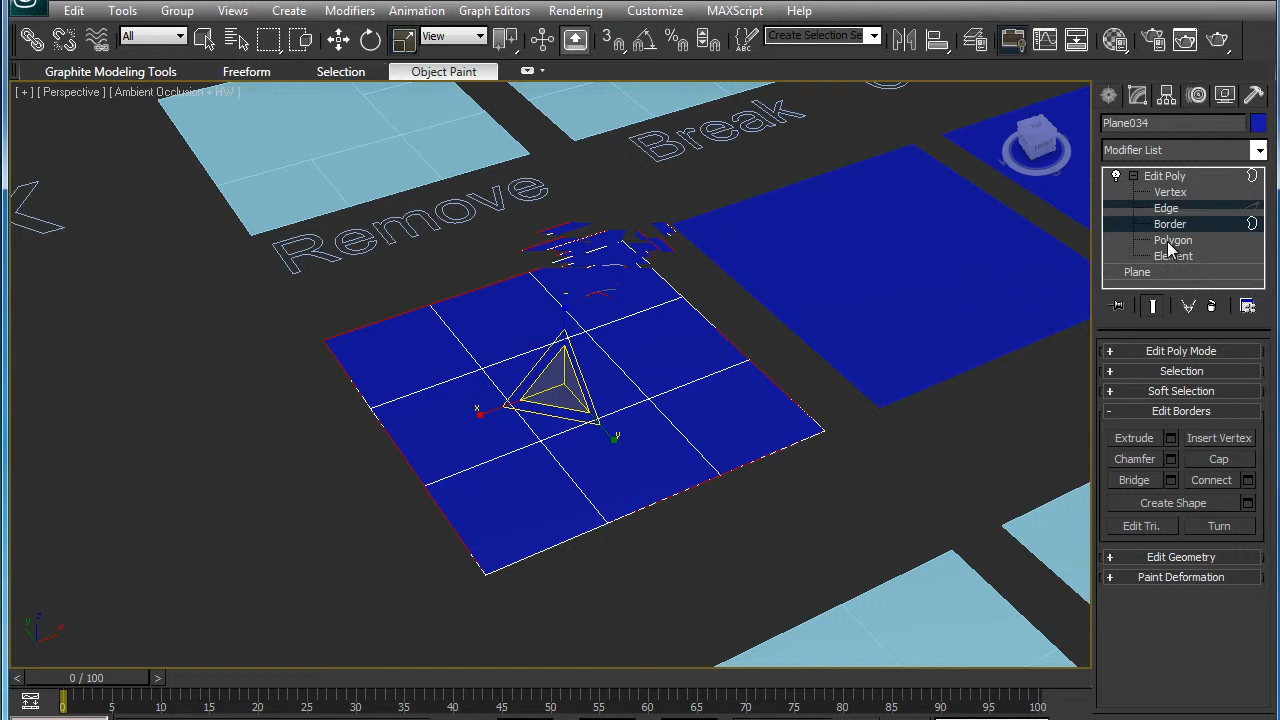 Edit Tools Group Views Create Modifiers Animation Graph Editors Rendering Customize MAXScript Help
All View 3 Create Selection Se
Graphite Modeling Tools Freeform Selection Object Paint
[ + ] [ Perspective ] [ Ambient Occlusion + HW ]
Break
Remove
x
y
z
y
x
TOP
FRONT
Plane034
Modifier List
Edit Poly
Vertex
Edge
Border
Polygon
Element
Plane
+ Edit Poly Mode
+ Selection
+ Soft Selection
- Edit Borders
Extrude Insert Vertex
Chamfer Cap
Bridge Connect
Create Shape
Edit Tri. Turn
+ Edit Geometry
+ Paint Deformation
< 0 / 100 >
0 5 10 15 20 25 30 35 40 45 50 55 60 65 70 75 80 85 90 95 100